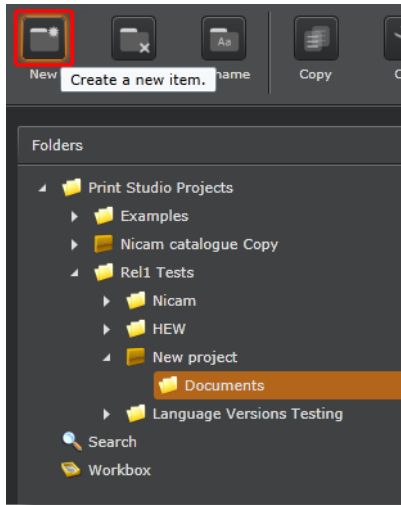 Aa
New
name
Copy
C
Create a new item.
Folders
Print Studio Projects
Examples
Nicam catalogue Copy
Rel1 Tests
Nicam
HEW
New project
Documents
Language Versions Testing
Search
Workbox